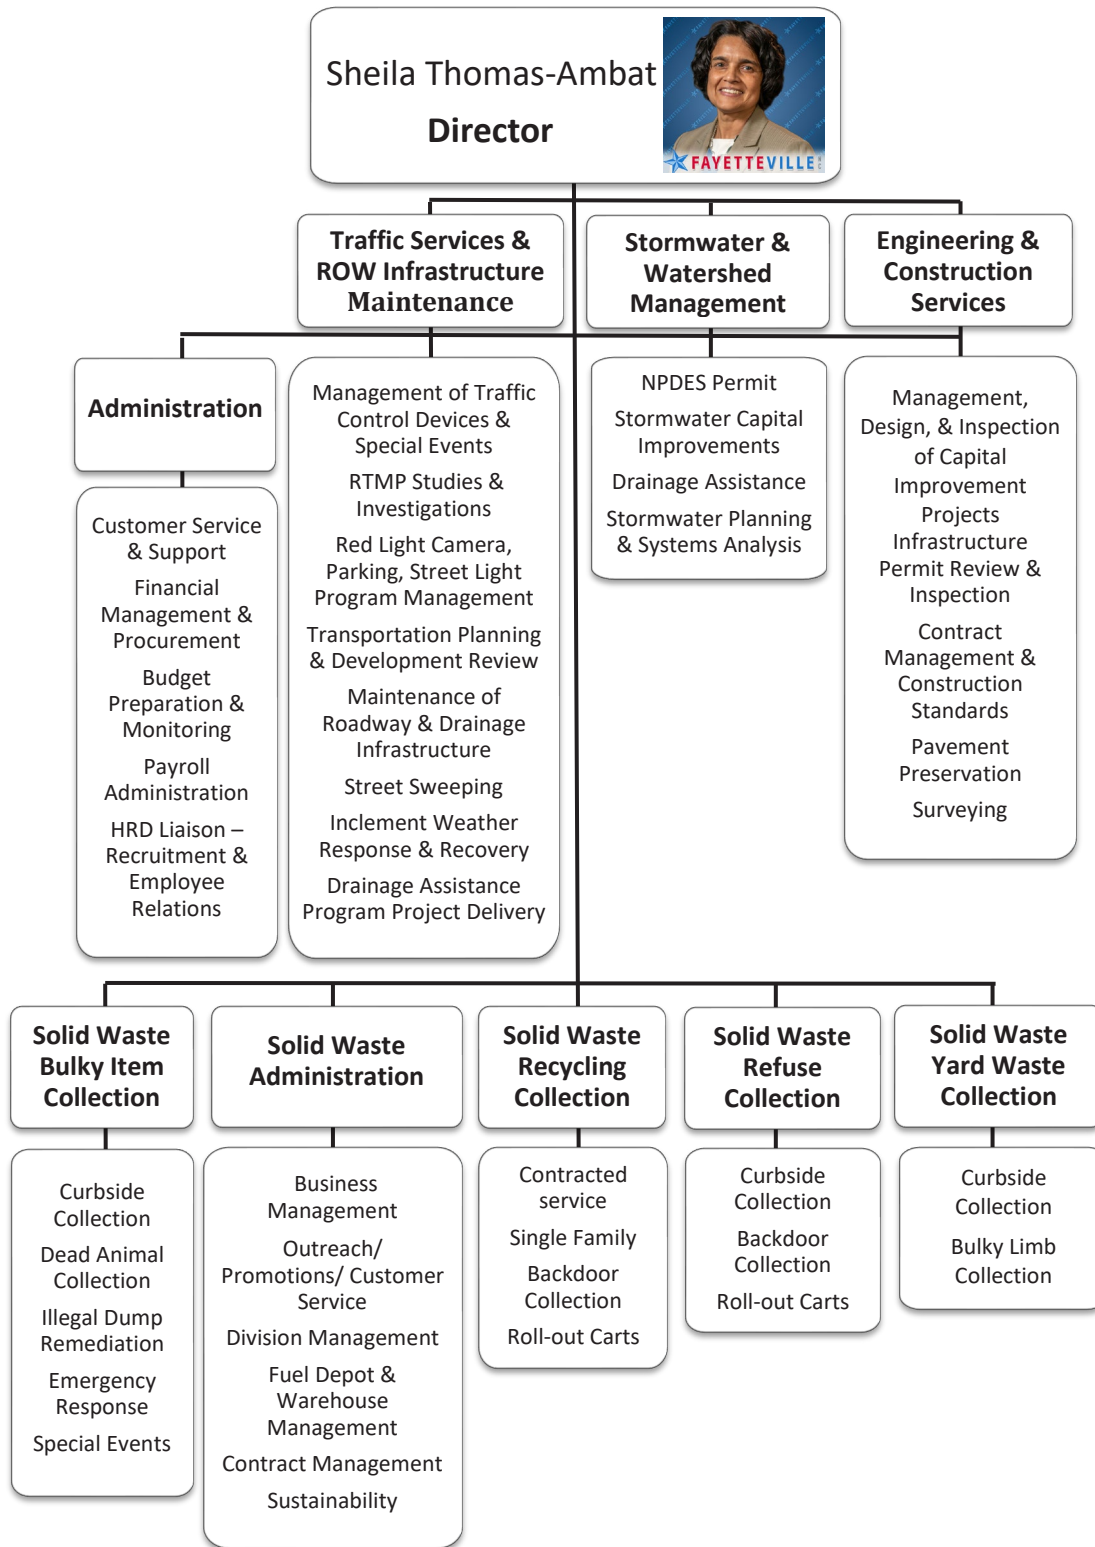 Sheila Thomas-Ambat
Director
FAYETTEVILLE
Traffic Services &
ROW Infrastructure
Maintenance
Stormwater &
Watershed
Management
Engineering &
Construction
Services
Administration
Customer Service
& Support
Financial
Management &
Procurement
Budget
Preparation &
Monitoring
Payroll
Administration
HRD Liaison –
Recruitment &
Employee
Relations
Management of Traffic
Control Devices &
Special Events
RTMP Studies &
Investigations
Red Light Camera,
Parking, Street Light
Program Management
Transportation Planning
& Development Review
Maintenance of
Roadway & Drainage
Infrastructure
Street Sweeping
Inclement Weather
Response & Recovery
Drainage Assistance
Program Project Delivery
NPDES Permit
Stormwater Capital
Improvements
Drainage Assistance
Stormwater Planning
& Systems Analysis
Management,
Design, & Inspection
of Capital
Improvement
Projects
Infrastructure
Permit Review &
Inspection
Contract
Management &
Construction
Standards
Pavement
Preservation
Surveying
Solid Waste
Bulky Item
Collection
Solid Waste
Administration
Solid Waste
Recycling
Collection
Solid Waste
Refuse
Collection
Solid Waste
Yard Waste
Collection
Curbside
Collection
Dead Animal
Collection
Illegal Dump
Remediation
Emergency
Response
Special Events
Business
Management
Outreach/
Promotions/ Customer
Service
Division Management
Fuel Depot &
Warehouse
Management
Contract Management
Sustainability
Contracted
service
Single Family
Backdoor
Collection
Roll-out Carts
Curbside
Collection
Backdoor
Collection
Roll-out Carts
Curbside
Collection
Bulky Limb
Collection